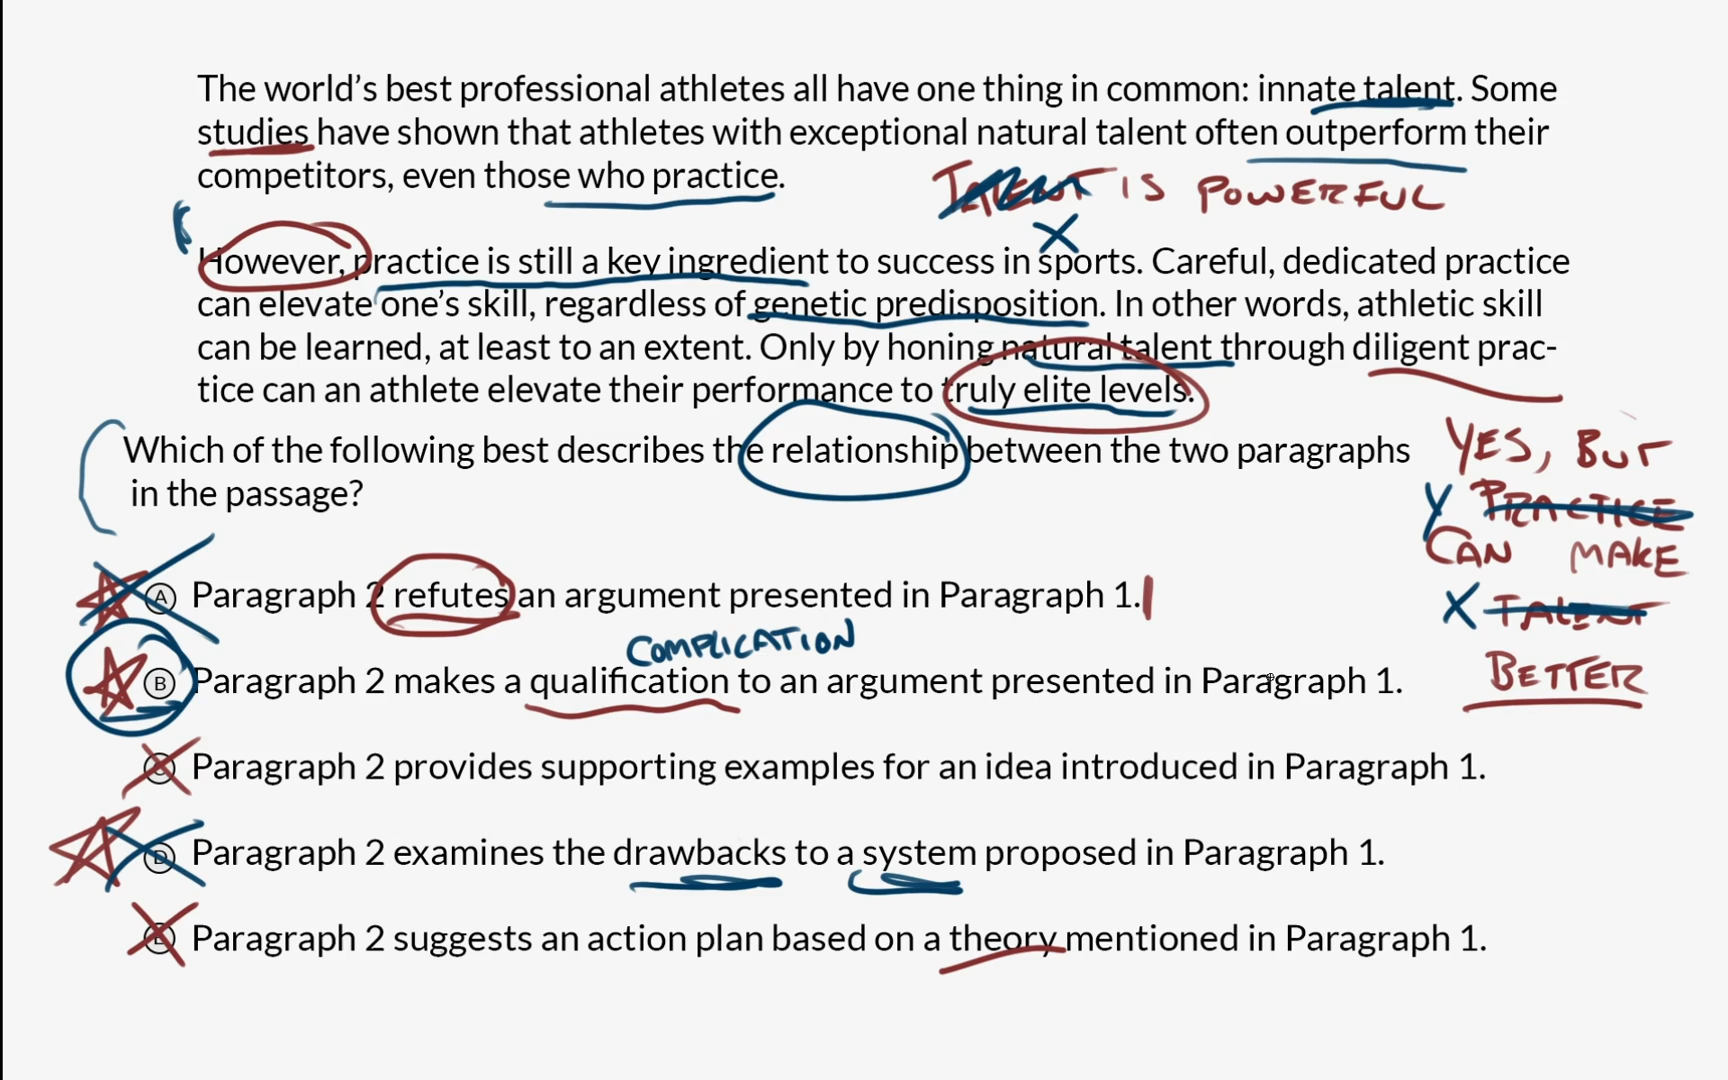 The world’s best professional athletes all have one thing in common: innate talent. Some
studies have shown that athletes with exceptional natural talent often outperform their
competitors, even those who practice.
TALENT IS POWERFUL
X
However, practice is still a key ingredient to success in sports. Careful, dedicated practice
can elevate one’s skill, regardless of genetic predisposition. In other words, athletic skill
can be learned, at least to an extent. Only by honing natural talent through diligent prac-
tice can an athlete elevate their performance to truly elite levels.
Which of the following best describes the relationship between the two paragraphs
in the passage?
YES, BUT
Y PRACTICE
CAN MAKE
X TALENT
BETTER
A Paragraph 2 refutes an argument presented in Paragraph 1.
COMPLICATION
B Paragraph 2 makes a qualification to an argument presented in Paragraph 1.
C Paragraph 2 provides supporting examples for an idea introduced in Paragraph 1.
D Paragraph 2 examines the drawbacks to a system proposed in Paragraph 1.
E Paragraph 2 suggests an action plan based on a theory mentioned in Paragraph 1.